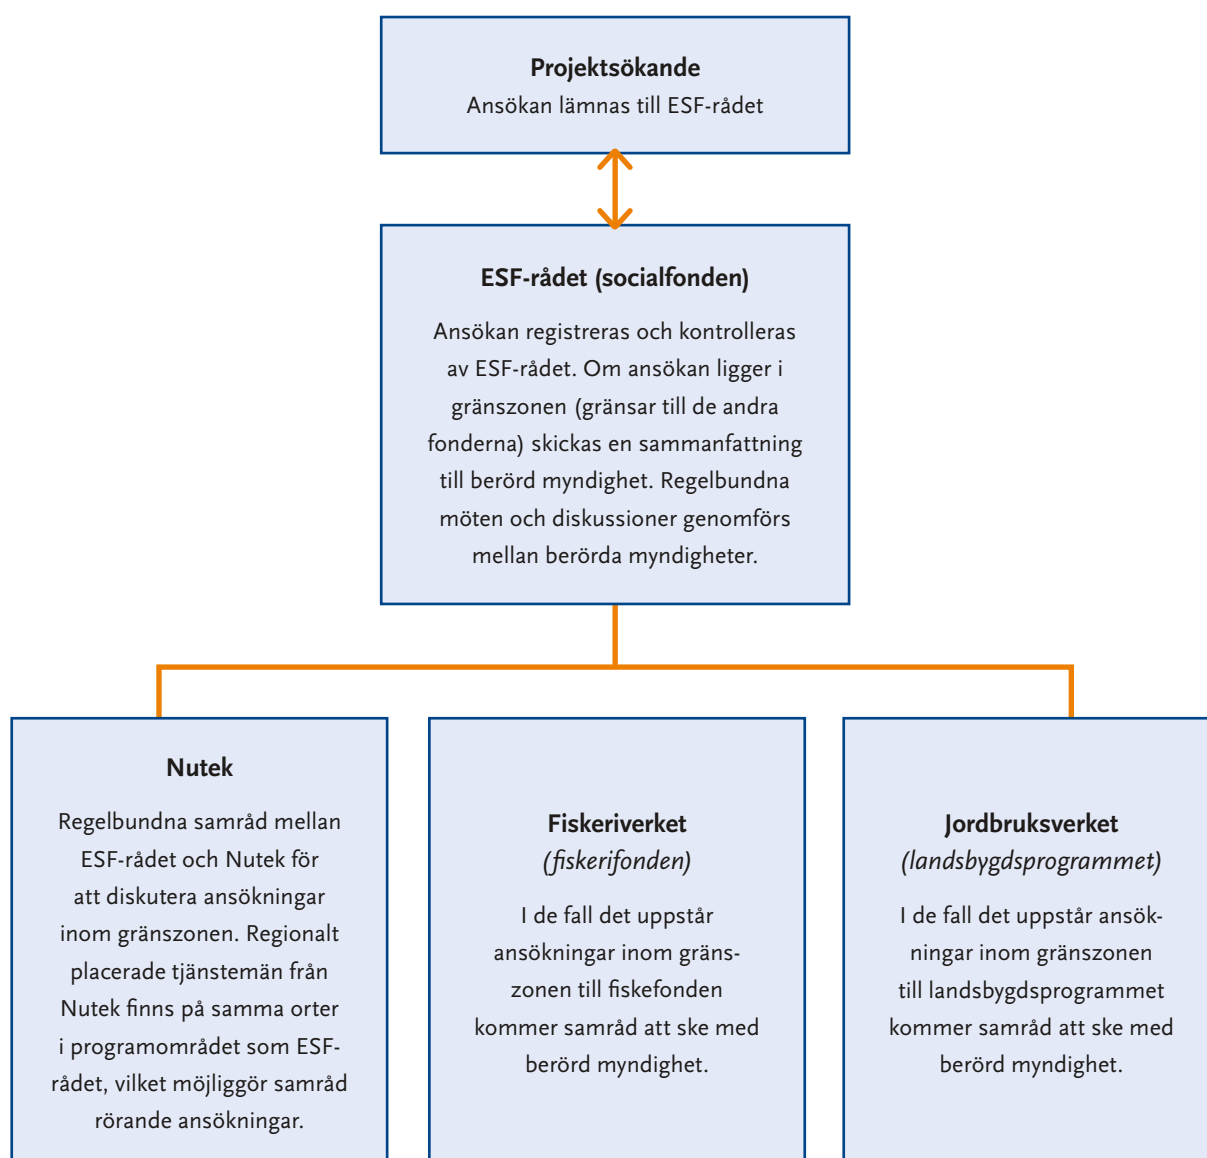 Projektsökande
Ansökan lämnas till ESF-rådet
ESF-rådet (socialfonden)
Ansökan registreras och kontrolleras
av ESF-rådet. Om ansökan ligger i
gränszonen (gränsar till de andra
fonderna) skickas en sammanfattning
till berörd myndighet. Regelbundna
möten och diskussioner genomförs
mellan berörda myndigheter.
Nutek
Regelbundna samråd mellan
ESF-rådet och Nutek för
att diskutera ansökningar
inom gränszonen. Regionalt
placerade tjänstemän från
Nutek finns på samma orter
i programområdet som ESF-
rådet, vilket möjliggör samråd
rörande ansökningar.
Fiskeriverket
(fiskerifonden)
I de fall det uppstår
ansökningar inom gräns-
zonen till fiskefonden
kommer samråd att ske med
berörd myndighet.
Jordbruksverket
(landsbygdsprogrammet)
I de fall det uppstår ansök-
ningar inom gränszonen
till landsbygdsprogrammet
kommer samråd att ske med
berörd myndighet.